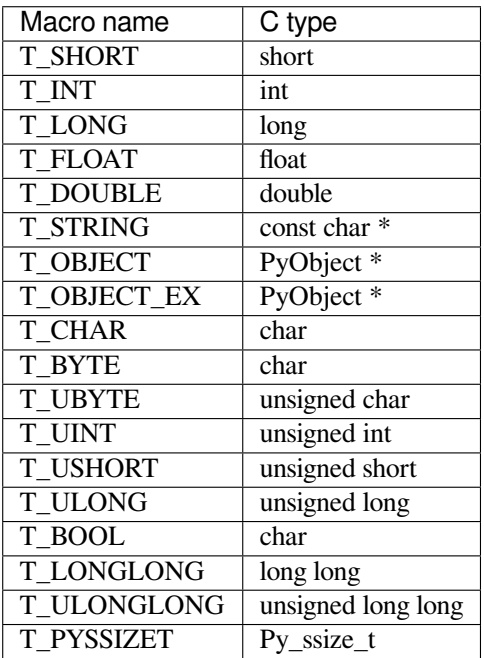 Macro name C type
T_SHORT short
T_INT int
T_LONG long
T_FLOAT float
T_DOUBLE double
T_STRING const char *
T_OBJECT PyObject *
T_OBJECT_EX PyObject *
T_CHAR char
T_BYTE char
T_UBYTE unsigned char
T_UINT unsigned int
T_USHORT unsigned short
T_ULONG unsigned long
T_BOOL char
T_LONGLONG long long
T_ULONGLONG unsigned long long
T_PYSSIZET Py_ssize_t